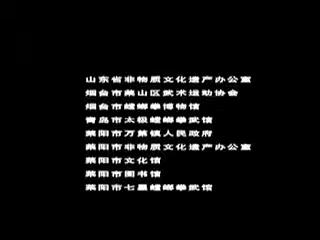 山东省非物质文化遗产办公室
烟台市莱山区武术运动协会
烟台市螳螂拳博物馆
青岛市太极螳螂拳武馆
莱阳市万第镇人民政府
莱阳市非物质文化遗产办公室
莱阳市文化馆
莱阳市图书馆
莱阳市七星螳螂拳武馆